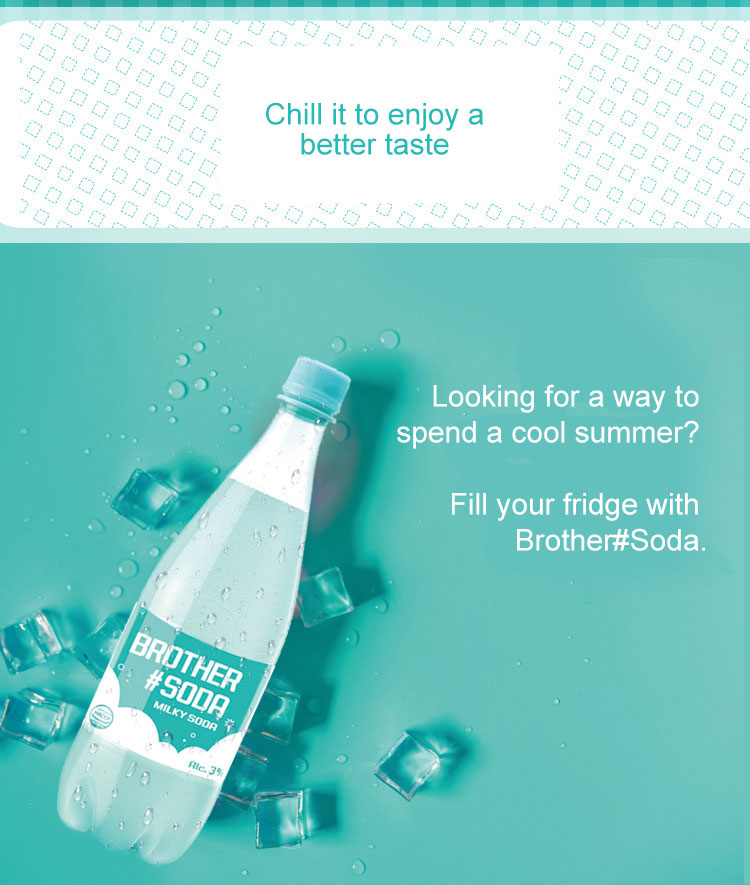 Chill it to enjoy a
better taste
Looking for a way to
spend a cool summer?
Fill your fridge with
Brother#Soda.
BROTHER
#SODA
MILKY SODA
Alc. 3%